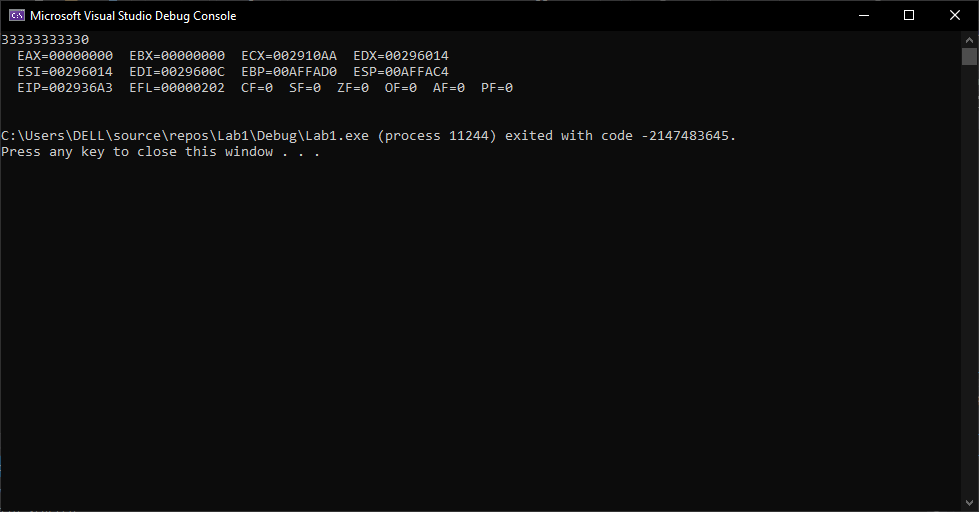 Microsoft Visual Studio Debug Console
33333333330
  EAX=00000000  EBX=00000000  ECX=002910AA  EDX=00296014
  ESI=00296014  EDI=0029600C  EBP=00AFFAD0  ESP=00AFFAC4
  EIP=002936A3  EFL=00000202  CF=0  SF=0  ZF=0  OF=0  AF=0  PF=0
C:\Users\DELL\source\repos\Lab1\Debug\Lab1.exe (process 11244) exited with code -2147483645.
Press any key to close this window . . .